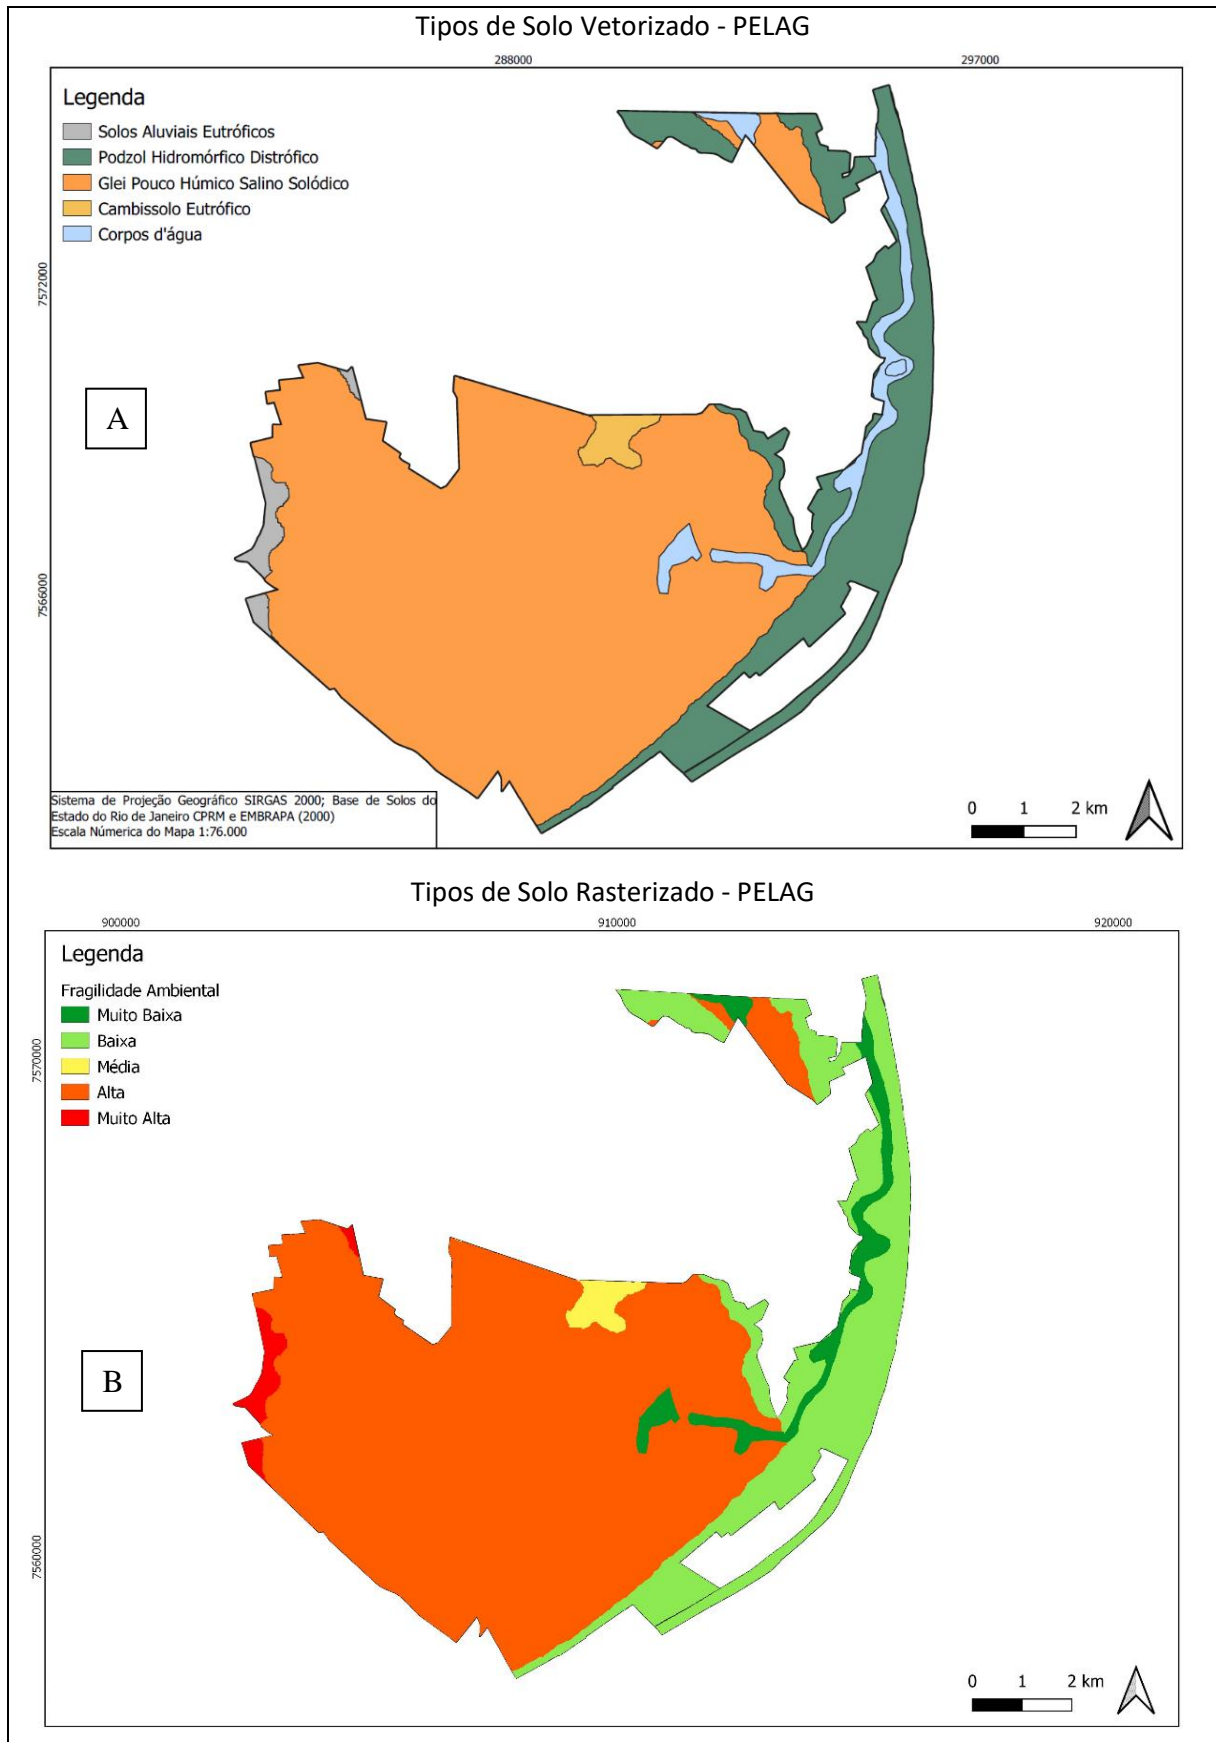 Tipos de Solo Vetorizado - PELAG
288000
297000
Legenda
Solos Aluviais Eutróficos
Podzol Hidromórfico Distrófico
Glei Pouco Húmico Salino Solódico
Cambissolo Eutrófico
Corpos d'água
7572000
A
7566000
Sistema de Projeção Geográfico SIRGAS 2000; Base de Solos do
Estado do Rio de Janeiro CPRM e EMBRAPA (2000)
Escala Númerica do Mapa 1:76.000
0 1 2 km
Tipos de Solo Rasterizado - PELAG
900000
910000
920000
Legenda
Fragilidade Ambiental
Muito Baixa
Baixa
Média
Alta
Muito Alta
7570000
B
7560000
0 1 2 km